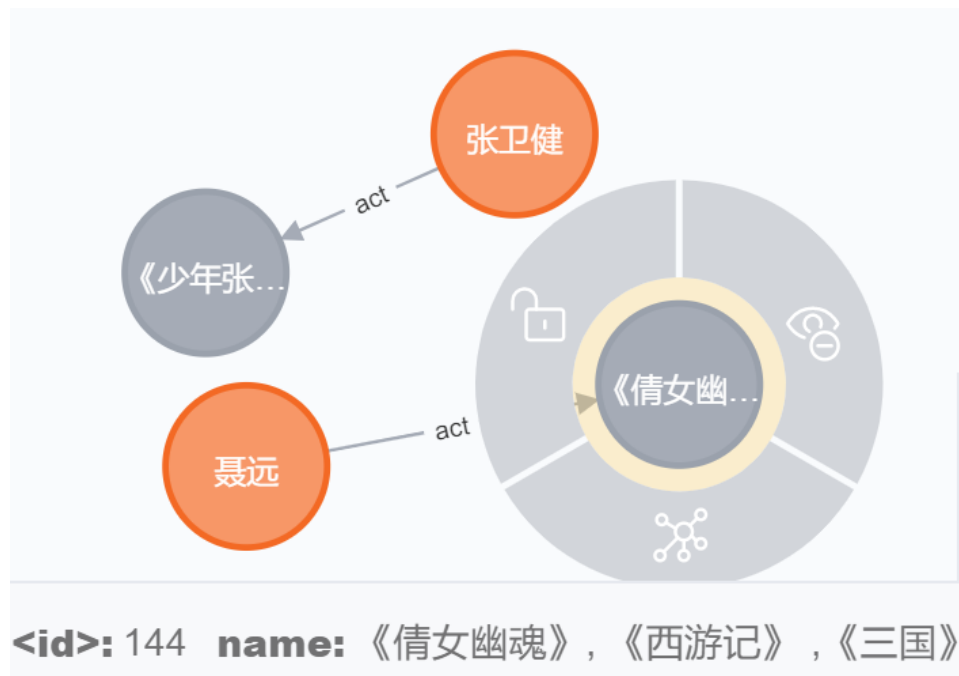 张卫健
act
《少年张…
《倩女幽…
act
聂远
<id>: 144 name: 《倩女幽魂》, 《西游记》 ,《三国》